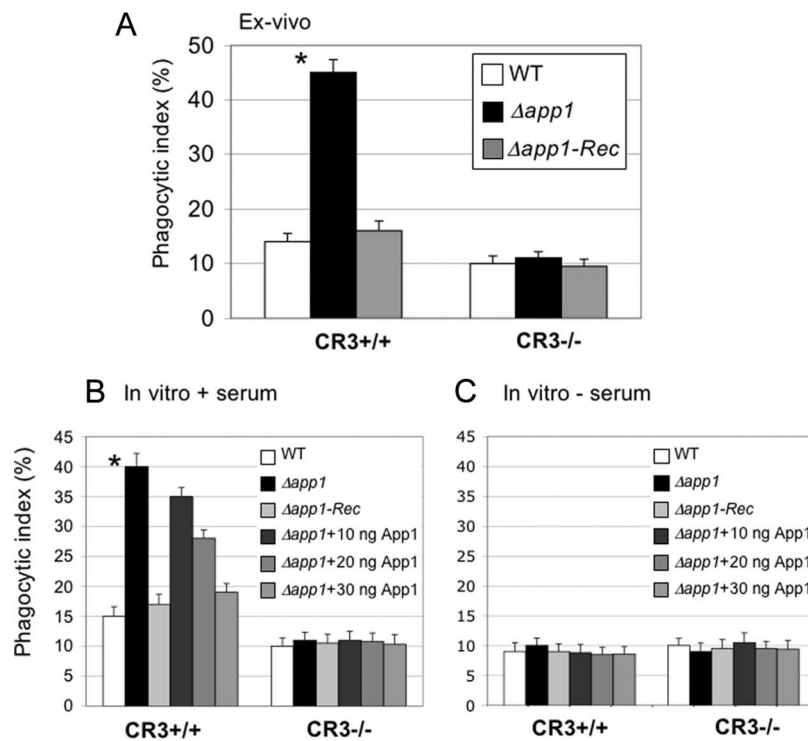 A Ex-vivo
Phagocytic index (%)
50
40
30
20
10
0
*
WT
Δapp1
Δapp1-Rec
CR3+/+ CR3-/-
B In vitro + serum
Phagocytic index (%)
45
40
35
30
25
20
15
10
5
0
*
WT
Δapp1
Δapp1-Rec
Δapp1+10 ng App1
Δapp1+20 ng App1
Δapp1+30 ng App1
CR3+/+ CR3-/-
C In vitro - serum
45
40
35
30
25
20
15
10
5
0
WT
Δapp1
Δapp1-Rec
Δapp1+10 ng App1
Δapp1+20 ng App1
Δapp1+30 ng App1
CR3+/+ CR3-/-